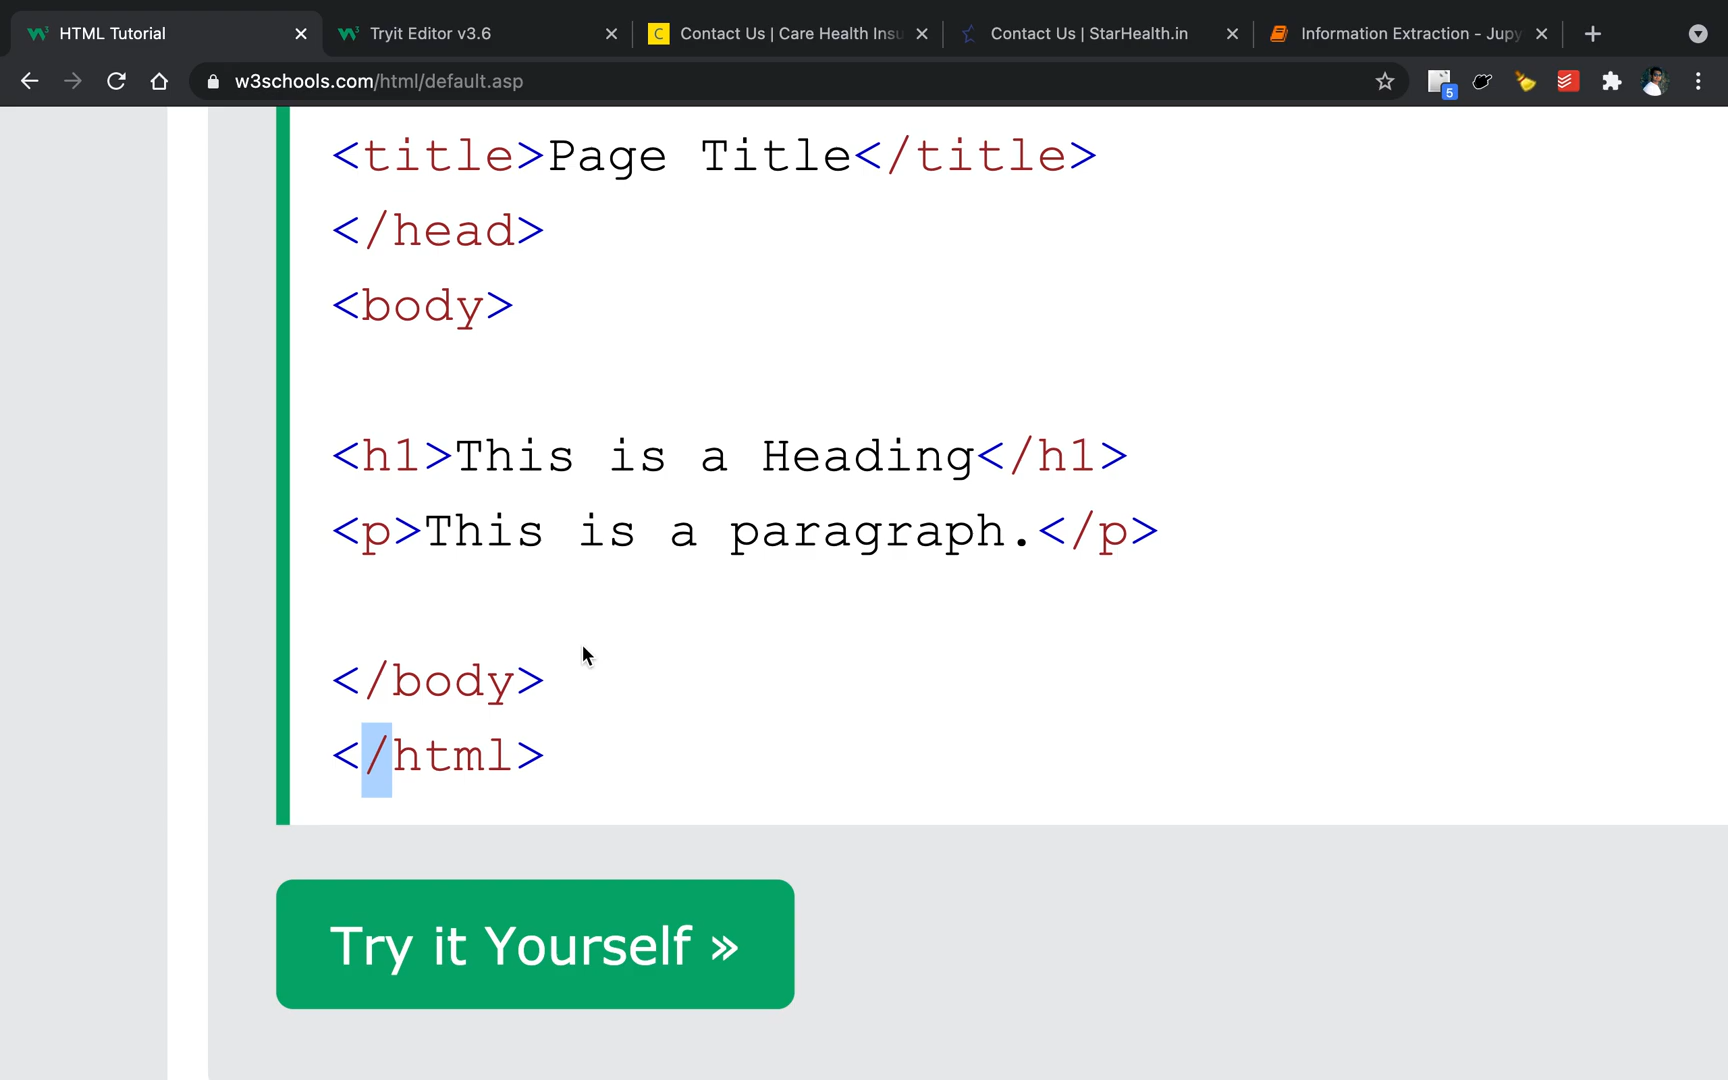 HTML Tutorial
Tryit Editor v3.6
Contact Us | Care Health Insu
Contact Us | StarHealth.in
Information Extraction - Jupy
w3schools.com/html/default.asp
5
<title>Page Title</title>
</head>
<body>
<h1>This is a Heading</h1>
<p>This is a paragraph.</p>
</body>
</html>
Try it Yourself »